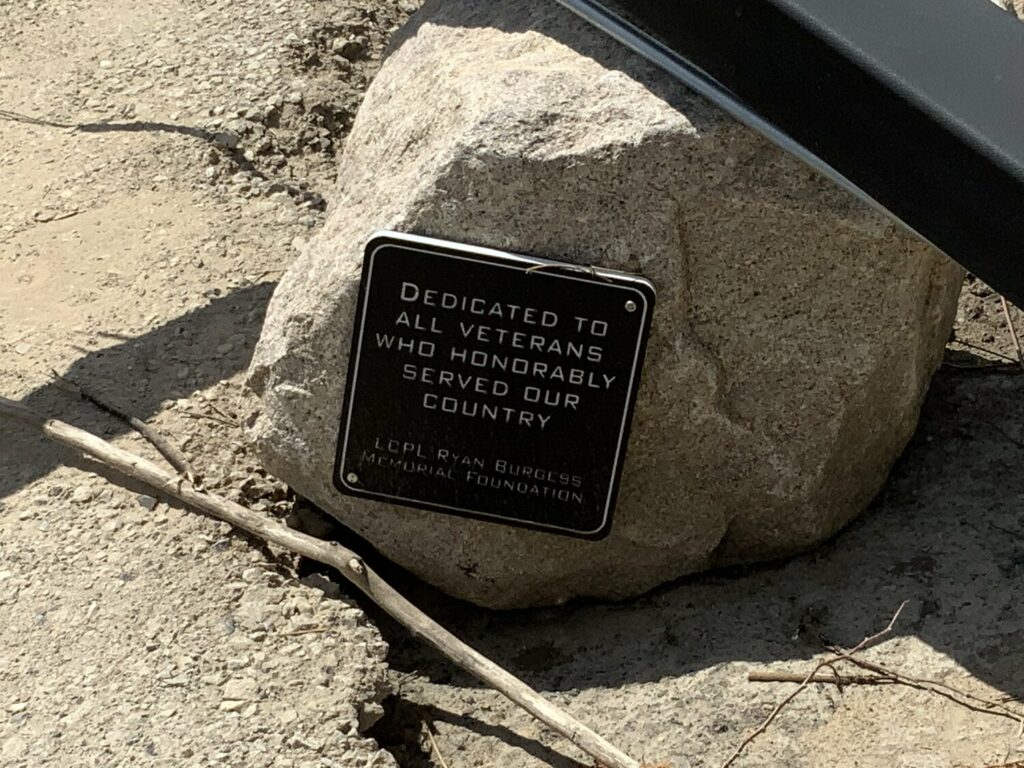 DEDICATED TO
ALL VETERANS
WHO HONORABLY
SERVED OUR
COUNTRY
LCPL RYAN BURGESS
MEMORIAL FOUNDATION